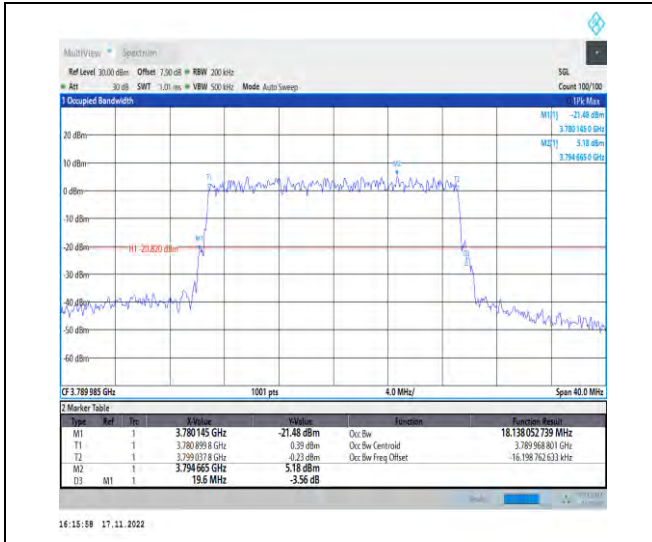 MultiView Spectrum
Ref Level 30.00 dBm Offset 7.90 dB RBW 200 kHz SGL
Att 30 dB SWT 1.01 ms VBW 500 kHz Mode Auto Sweep Count 100/100
1 Occupied Bandwidth 1Pk Max
M1[1] -21.48 dBm
3.780 145 0 GHz
M2[1] 5.18 dBm
3.794 665 0 GHz
20 dBm
10 dBm
0 dBm
-10 dBm
-20 dBm
H1 -20.820 dBm
-30 dBm
-40 dBm
-50 dBm
-60 dBm
T1
M2
T2
M1
CF 3.789 985 GHz 1001 pts 4.0 MHz/ Span 40.0 MHz
2 Marker Table
Type Ref Trc X-Value Y-Value Function Function Result
M1 1 3.780145 GHz -21.48 dBm Occ Bw 18.138 052 739 MHz
T1 1 3.780 899 8 GHz 0.39 dBm Occ Bw Centroid 3.789 968 801 GHz
T2 1 3.799 037 8 GHz -0.23 dBm Occ Bw Freq Offset -16.198 762 633 kHz
M2 1 3.794 665 GHz 5.18 dBm
D3 M1 1 19.6 MHz -3.56 dB
16:15:58 17.11.2022